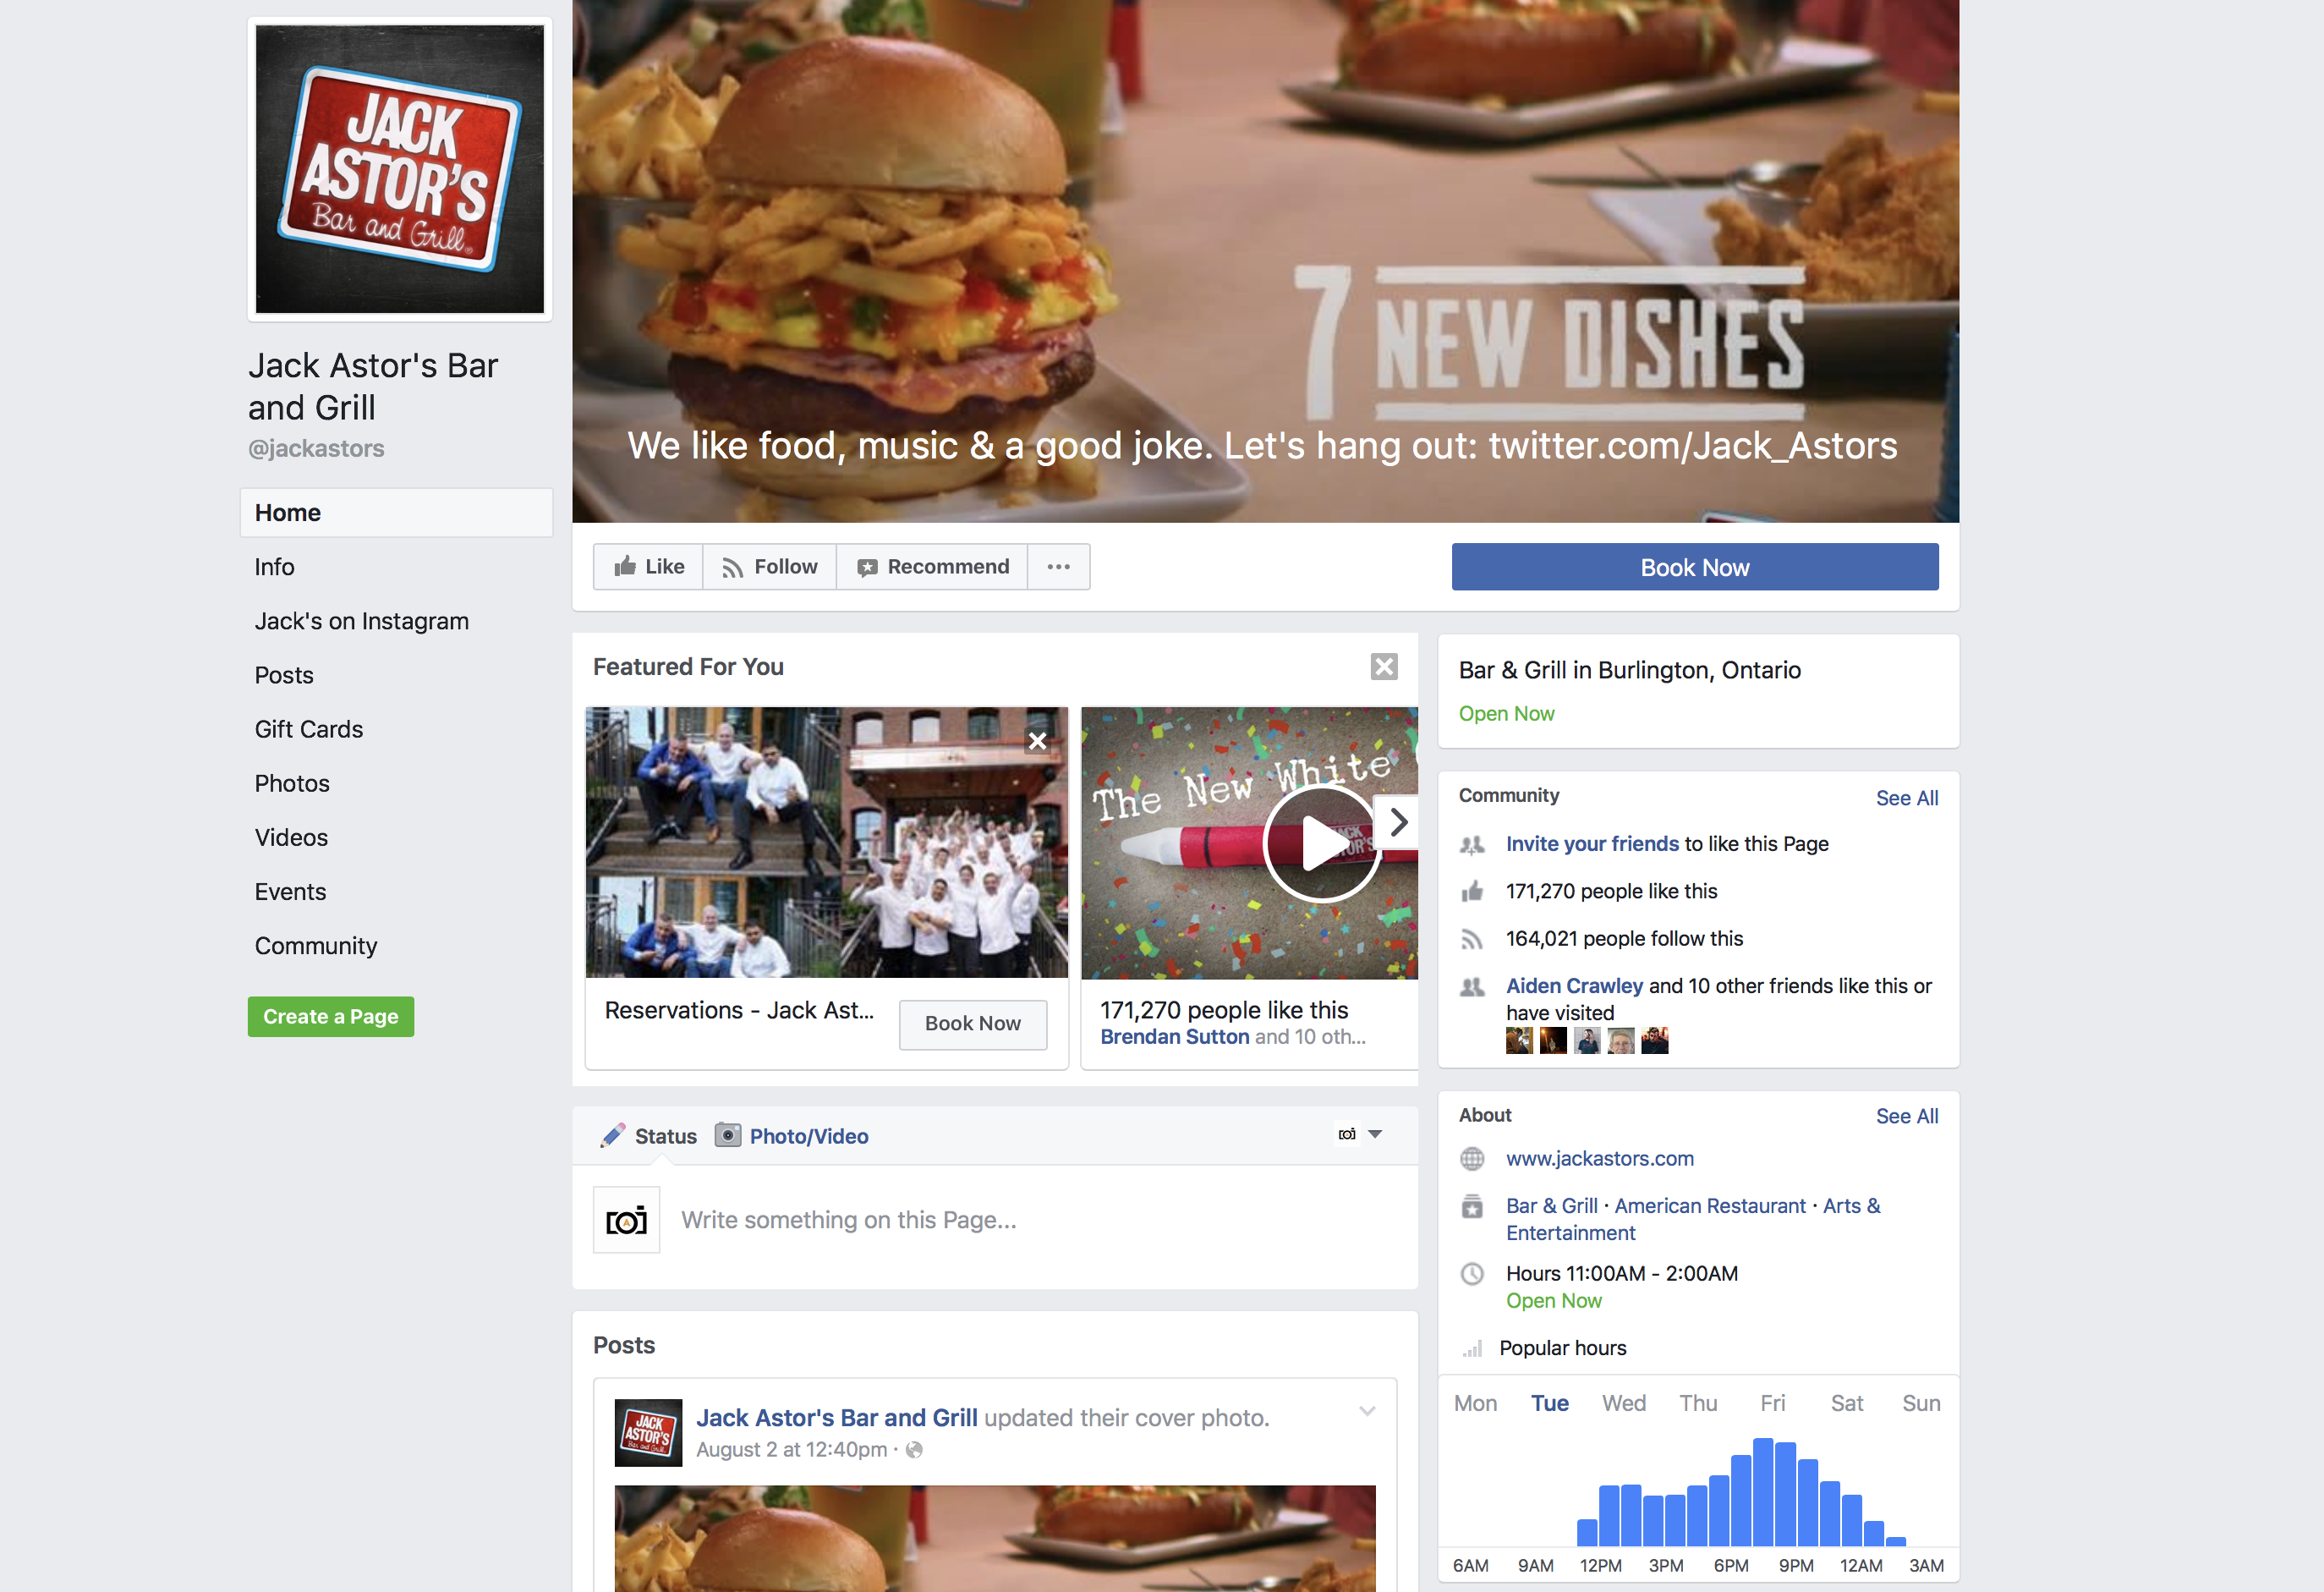 JACK
ASTOR'S
Bar and Grill
Jack Astor's Bar
and Grill
@jackastors
Home
Info
Jack's on Instagram
Posts
Gift Cards
Photos
Videos
Events
Community
Create a Page
7 NEW DISHES
We like food, music & a good joke. Let's hang out: twitter.com/Jack_Astors
Like
Follow
Recommend
Book Now
Featured For You
Reservations - Jack Ast...
Book Now
The New White
171,270 people like this
Brendan Sutton and 10 oth...
Status
Photo/Video
Write something on this Page...
Posts
JACK
ASTOR'S
Bar and Grill
Jack Astor's Bar and Grill updated their cover photo.
August 2 at 12:40pm ·
Bar & Grill in Burlington, Ontario
Open Now
Community
See All
Invite your friends to like this Page
171,270 people like this
164,021 people follow this
Aiden Crawley and 10 other friends like this or
have visited
About
See All
www.jackastors.com
Bar & Grill · American Restaurant · Arts &
Entertainment
Hours 11:00AM - 2:00AM
Open Now
Popular hours
Mon Tue Wed Thu Fri Sat Sun
6AM 9AM 12PM 3PM 6PM 9PM 12AM 3AM